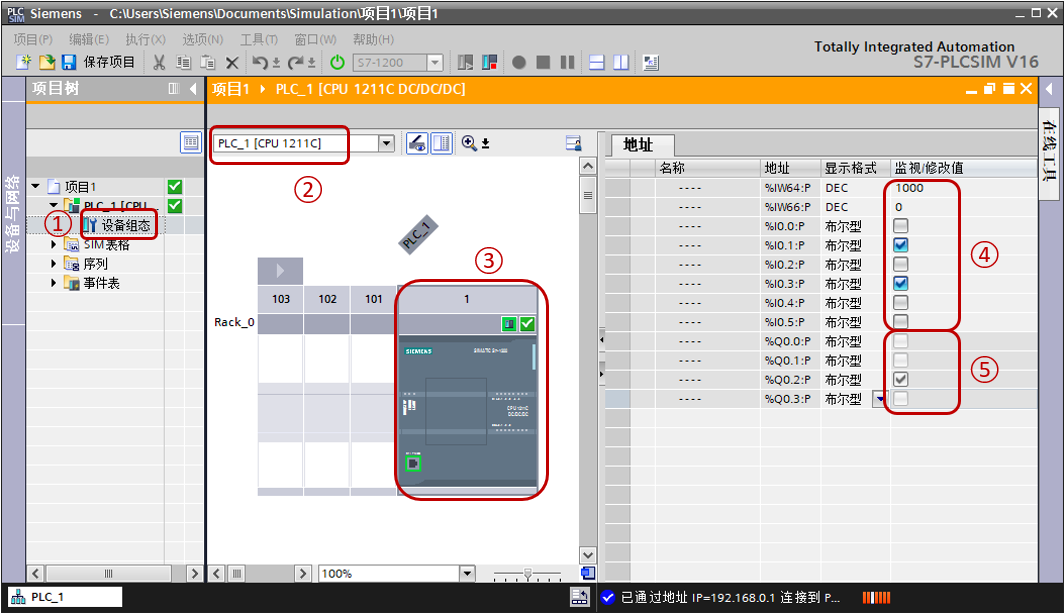 PLC SIM Siemens - C:\Users\Siemens\Documents\Simulation\项目1\项目1
项目(P) 编辑(E) 执行(X) 选项(N) 工具(T) 窗口(W) 帮助(H)
Totally Integrated Automation
S7-PLCSIM V16
保存项目 S7-1200
项目树
项目1 PLC_1 [CPU 1211C DC/DC/DC]
设备与网络
在线工具
项目1
PLC_1 [CPU ...
① 设备组态
SIM表格
序列
事件表
PLC_1 [CPU 1211C]
②
PLC_1
③
103 102 101 1
Rack_0
SIEMENS
CPU 1211C
DC/DC/DC
100%
地址
名称 地址 显示格式 监视/修改值
---- %IW64:P DEC 1000
---- %IW66:P DEC 0
---- %I0.0:P 布尔型
---- %I0.1:P 布尔型
---- %I0.2:P 布尔型
---- %I0.3:P 布尔型
---- %I0.4:P 布尔型
---- %I0.5:P 布尔型
---- %Q0.0:P 布尔型
---- %Q0.1:P 布尔型
---- %Q0.2:P 布尔型
---- %Q0.3:P 布尔型
④
⑤
PLC_1
已通过地址 IP=192.168.0.1 连接到 P...